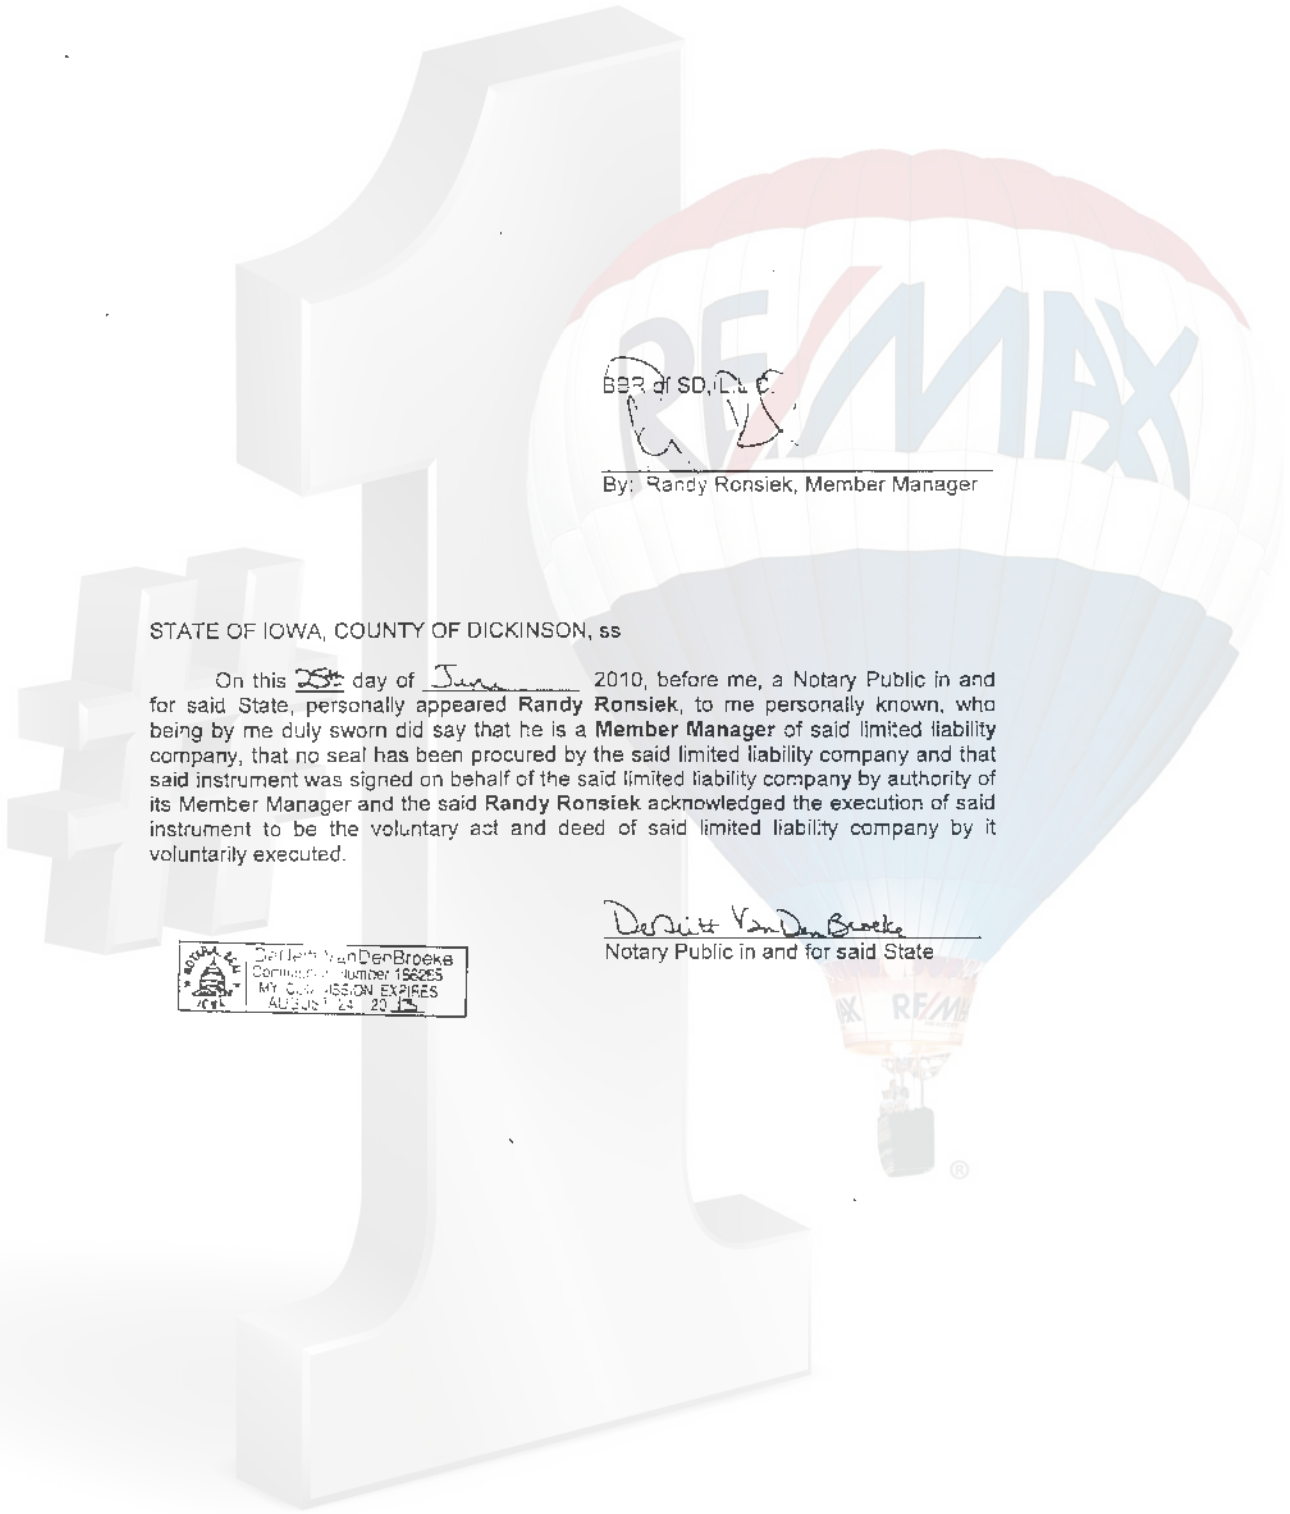 RE/MAX
BBR of SD, L.L.C.
By: Randy Ronsiek, Member Manager
STATE OF IOWA, COUNTY OF DICKINSON, ss
On this 25th day of June 2010, before me, a Notary Public in and
for said State, personally appeared Randy Ronsiek, to me personally known, who
being by me duly sworn did say that he is a Member Manager of said limited liability
company, that no seal has been procured by the said limited liability company and that
said instrument was signed on behalf of the said limited liability company by authority of
its Member Manager and the said Randy Ronsiek acknowledged the execution of said
instrument to be the voluntary act and deed of said limited liability company by it
voluntarily executed.
DeWitt VanDenBroeke
Notary Public in and for said State
VanDenBroeke
Commission Number
MY COMMISSION EXPIRES
AUGUST 24, 2013
IOWA
RE/MAX
#1
®